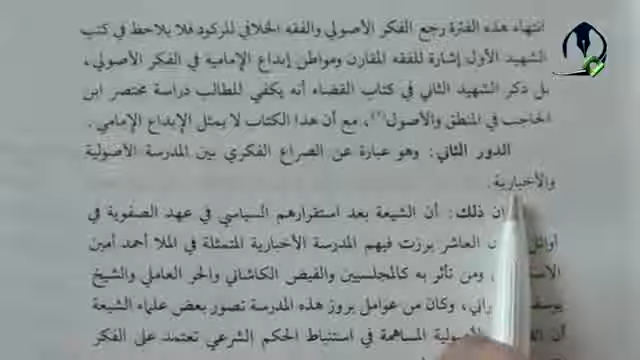 انتهاء هذه الفترة رجع الفكر الأصولي والفقه الخلافي للركود فلا يلاحظ في كتب
الشهيد الأول إشارة للفقه المقارن ومواطن إبداع الإمامية في الفكر الأصولي،
بل ذكر الشهيد الثاني في كتاب القضاء أنه يكفي للطالب دراسة مختصر ابن
الحاجب في المنطق والأصول، مع أن هذا الكتاب لا يمثل الإبداع الإمامي.
الدور الثاني: وهو عبارة عن الصراع الفكري بين المدرسة الأصولية
والأخبارية.
ذلك: أن الشيعة بعد استقرارهم السياسي في عهد الصفوية في
أوائل العاشر برزت فيهم المدرسة الأخبارية المتمثلة في الملا أحمد أمين
ومن تأثر به كالمجلسيين والفيض الكاشاني والحر العاملي والشيخ
يوسف، وكان من عوامل بروز هذه المدرسة تصور بعض علماء الشيعة
أن المساهمة في استنباط الحكم الشرعي تعتمد على الفكر